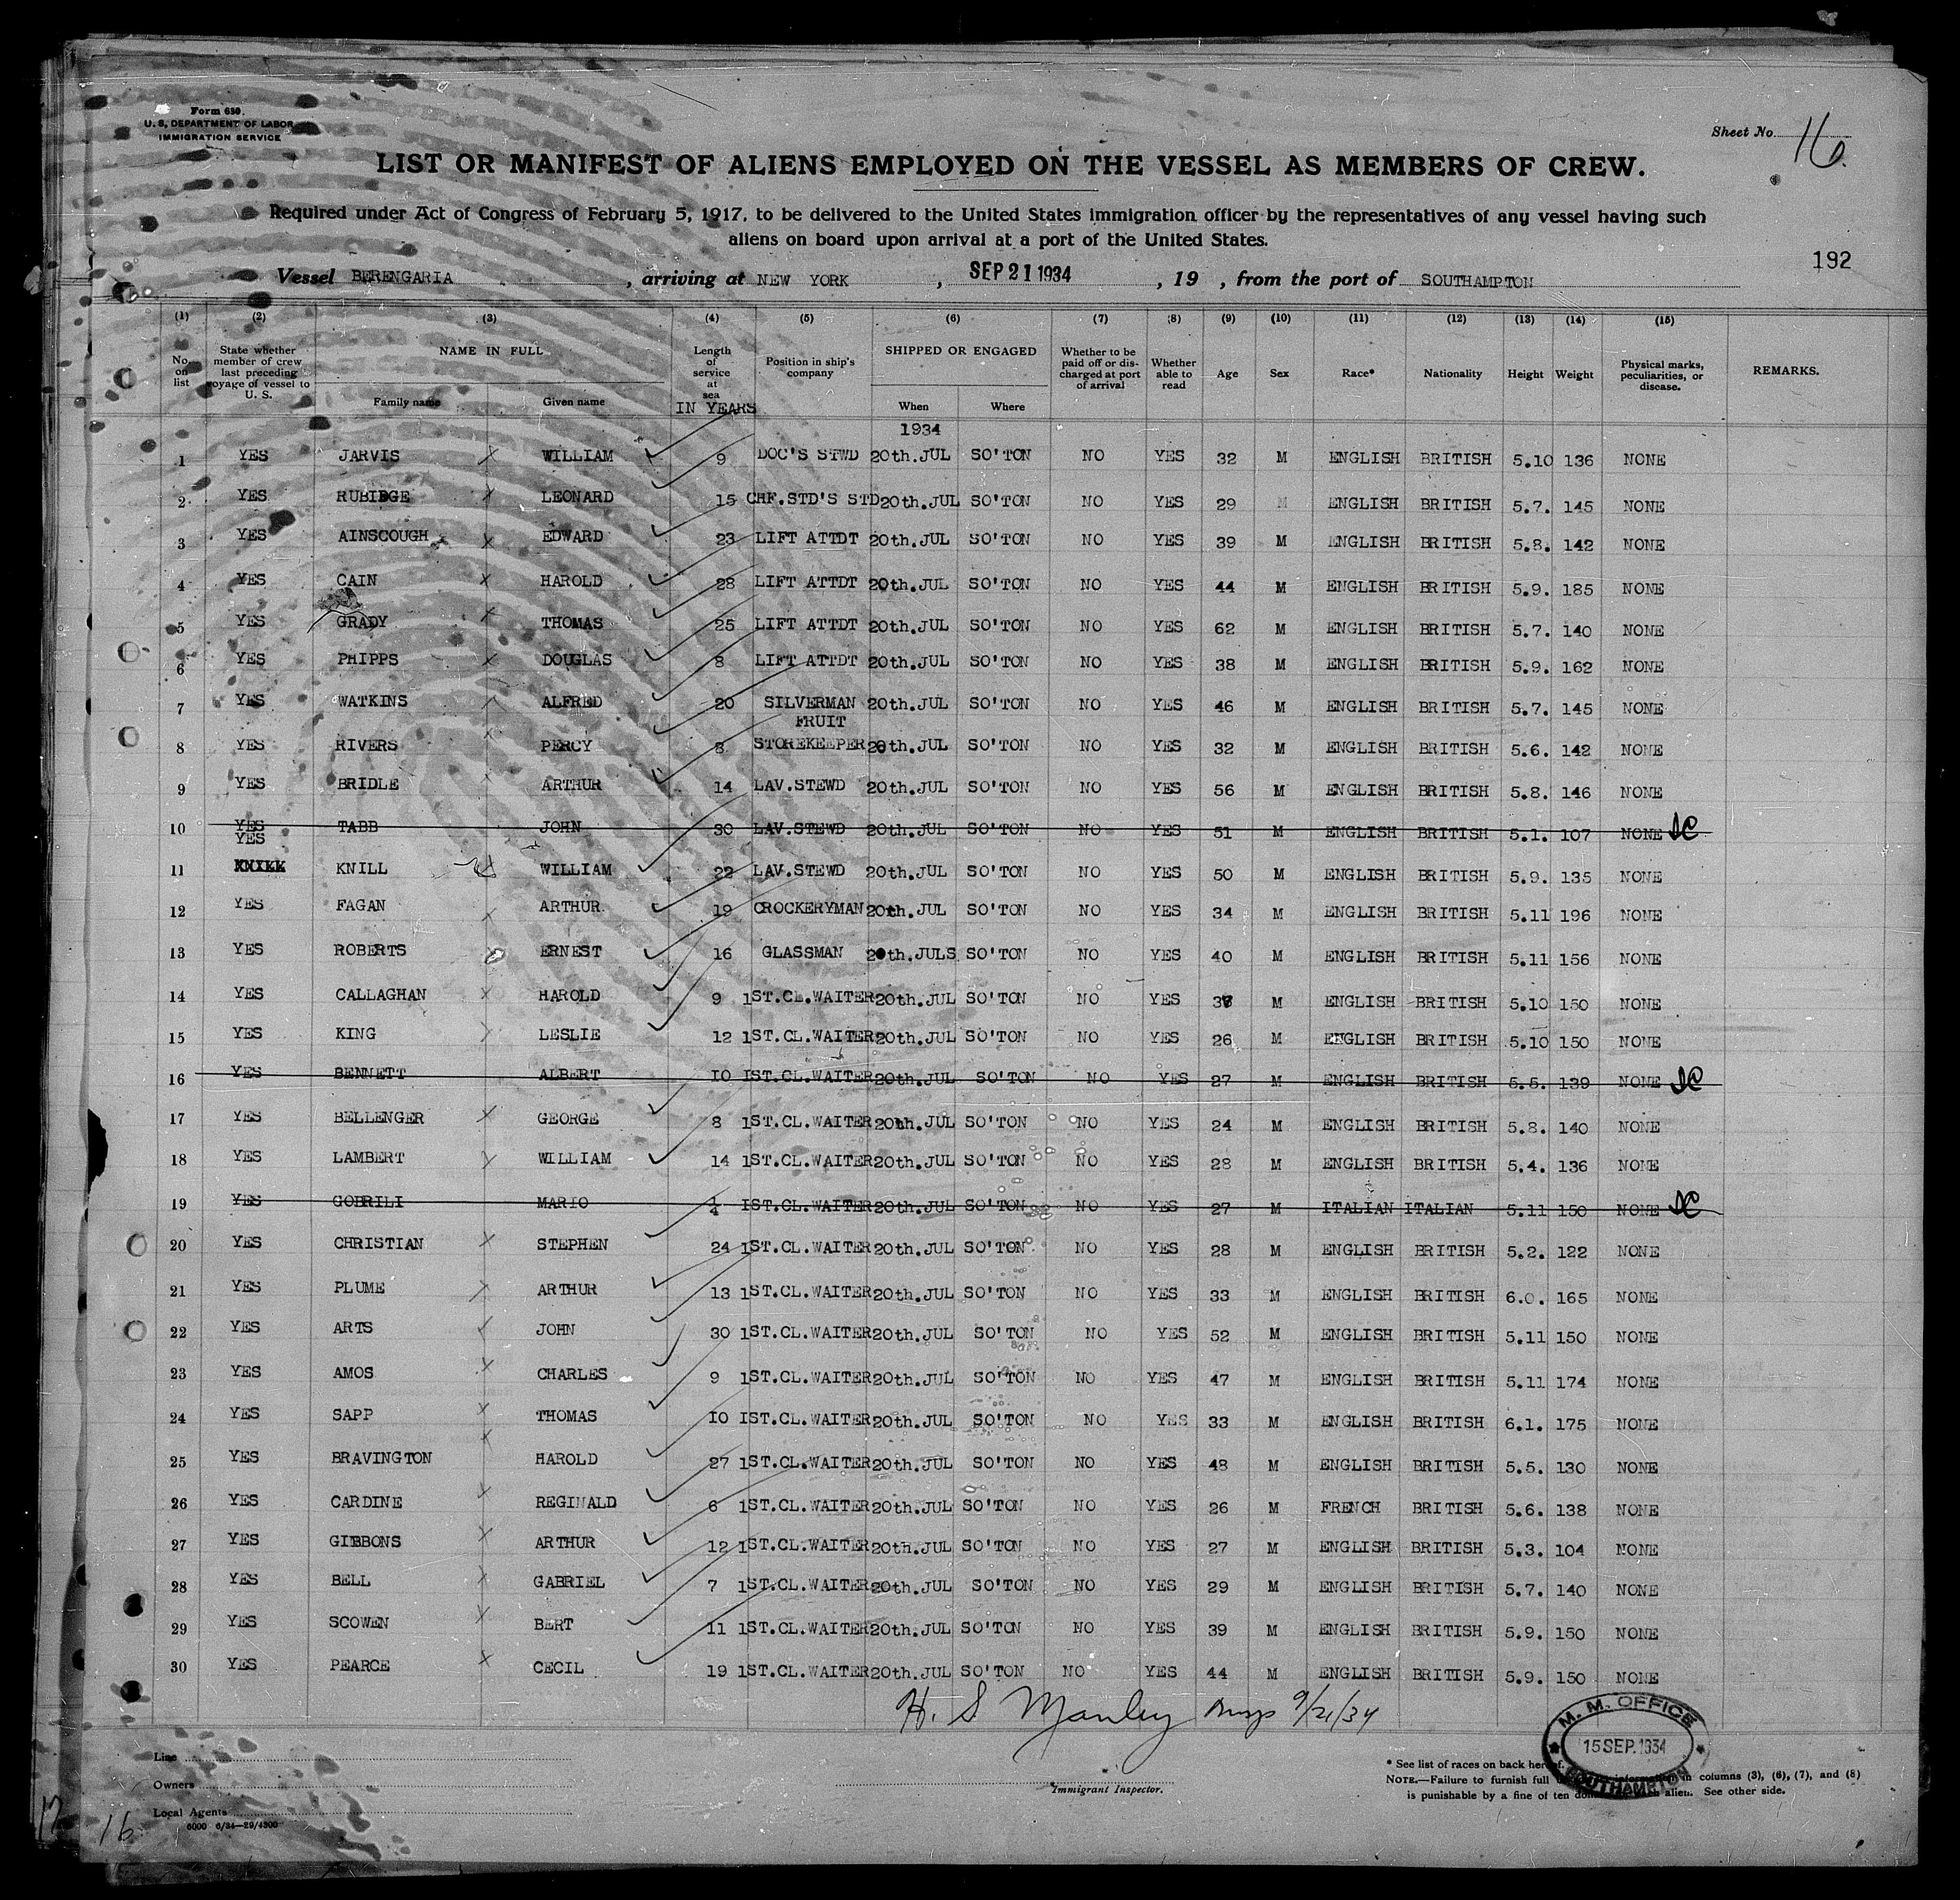 Form 680.
U. S. DEPARTMENT OF LABOR
IMMIGRATION SERVICE
Sheet No. 16.
LIST OR MANIFEST OF ALIENS EMPLOYED ON THE VESSEL AS MEMBERS OF CREW.
Required under Act of Congress of February 5, 1917, to be delivered to the United States immigration officer by the representatives of any vessel having such
aliens on board upon arrival at a port of the United States.
192
Vessel BERENGARIA, arriving at NEW YORK, SEP 21 1934, 19 , from the port of SOUTHAMPTON
(1) (2) (3) (4) (5) (6) (7) (8) (9) (10) (11) (12) (13) (14) (15)
No. on list State whether member of crew last preceding voyage of vessel to U. S. NAME IN FULL Family name Given name Length of service at sea IN YEARS Position in ship's company SHIPPED OR ENGAGED When Where Whether to be paid off or discharged at port of arrival Whether able to read Age Sex Race* Nationality Height Weight Physical marks, peculiarities, or disease. REMARKS.
1934
1 YES JARVIS X WILLIAM 9 DOC'S STWD 20th.JUL SO'TON NO YES 32 M ENGLISH BRITISH 5.10 136 NONE
2 YES RUBIDGE X LEONARD 15 CHF.STD'S STD 20th.JUL SO'TON NO YES 29 M ENGLISH BRITISH 5.7. 145 NONE
3 YES AINSCOUGH X EDWARD 23 LIFT ATTDT 20th.JUL SO'TON NO YES 39 M ENGLISH BRITISH 5.8. 142 NONE
4 YES CAIN X HAROLD 28 LIFT ATTDT 20th.JUL SO'TON NO YES 44 M ENGLISH BRITISH 5.9. 185 NONE
5 YES GRADY X THOMAS 25 LIFT ATTDT 20th.JUL SO'TON NO YES 62 M ENGLISH BRITISH 5.7. 140 NONE
6 YES PHIPPS X DOUGLAS 8 LIFT ATTDT 20th.JUL SO'TON NO YES 38 M ENGLISH BRITISH 5.9. 162 NONE
7 YES WATKINS X ALFRED 20 SILVERMAN 20th.JUL SO'TON NO YES 46 M ENGLISH BRITISH 5.7. 145 NONE
8 YES RIVERS X PERCY 8 FRUIT STOREKEEPER 20th.JUL SO'TON NO YES 32 M ENGLISH BRITISH 5.6. 142 NONE
9 YES BRIDLE X ARTHUR 14 LAV.STEWD 20th.JUL SO'TON NO YES 56 M ENGLISH BRITISH 5.8. 146 NONE
10 YES TABB JOHN 30 LAV.STEWD 20th.JUL SO'TON NO YES 51 M ENGLISH BRITISH 5.1. 107 NONE
11 YES KNILL X WILLIAM 22 LAV.STEWD 20th.JUL SO'TON NO YES 50 M ENGLISH BRITISH 5.9. 135 NONE
12 YES FAGAN X ARTHUR 19 CROCKERYMAN 20th.JUL SO'TON NO YES 34 M ENGLISH BRITISH 5.11 196 NONE
13 YES ROBERTS X ERNEST 16 GLASSMAN 20th.JULS SO'TON NO YES 40 M ENGLISH BRITISH 5.11 156 NONE
14 YES CALLAGHAN X HAROLD 9 1ST.CL.WAITER 20th.JUL SO'TON NO YES M ENGLISH BRITISH 5.10 150 NONE
15 YES KING X LESLIE 12 1ST.CL.WAITER 20th.JUL SO'TON NO YES 26 M ENGLISH BRITISH 5.10 150 NONE
16 YES BENNETT ALBERT IO IST.CL.WAITER 20th.JUL SO'TON NO YES 27 M ENGLISH BRITISH 5.5. 139 NONE
17 YES BELLENGER X GEORGE 8 1ST.CL.WAITER 20th.JUL SO'TON NO YES 24 M ENGLISH BRITISH 5.8. 140 NONE
18 YES LAMBERT X WILLIAM 14 1ST.CL.WAITER 20th.JUL SO'TON NO YES 28 M ENGLISH BRITISH 5.4. 136 NONE
19 YES GOBRILI MARIO IST.CL.WAITER 20th.JUL SO'TON NO YES 27 M ITALIAN ITALIAN 5.11 150 NONE
20 YES CHRISTIAN X STEPHEN 24 1ST.CL.WAITER 20th.JUL SO'TON NO YES 28 M ENGLISH BRITISH 5.2. 122 NONE
21 YES PLUME X ARTHUR 13 1ST.CL.WAITER 20th.JUL SO'TON NO YES 33 M ENGLISH BRITISH 6.0. 165 NONE
22 YES ARTS X JOHN 30 1ST.CL.WAITER 20th.JUL SO'TON NO YES 52 M ENGLISH BRITISH 5.11 150 NONE
23 YES AMOS X CHARLES 9 1ST.CL.WAITER 20th.JUL SO'TON NO YES 47 M ENGLISH BRITISH 5.11 174 NONE
24 YES SAPP X THOMAS IO IST.CL.WAITER 20th.JUL SO'TON NO YES 33 M ENGLISH BRITISH 6.1. 175 NONE
25 YES BRAVINGTON X HAROLD 27 1ST.CL.WAITER 20th.JUL SO'TON NO YES 48 M ENGLISH BRITISH 5.5. 130 NONE
26 YES CARDINE X REGINALD 6 1ST.CL.WAITER 20th.JUL SO'TON NO YES 26 M FRENCH BRITISH 5.6. 138 NONE
27 YES GIBBONS X ARTHUR 12 1ST.CL.WAITER 20th.JUL SO'TON NO YES 27 M ENGLISH BRITISH 5.3. 104 NONE
28 YES BELL X GABRIEL 7 1ST.CL.WAITER 20th.JUL SO'TON NO YES 29 M ENGLISH BRITISH 5.7. 140 NONE
29 YES SCOWEN X BERT 11 1ST.CL.WAITER 20th.JUL SO'TON NO YES 39 M ENGLISH BRITISH 5.9. 150 NONE
30 YES PEARCE X CECIL 19 1ST.CL.WAITER 20th.JUL SO'TON NO YES 44 M ENGLISH BRITISH 5.9. 150 NONE
H. S. Manley Insp 9/21/34
Immigrant Inspector.
M. M. OFFICE
15 SEP. 1934
SOUTHAMPTON
Line
Owners
Local Agents
6000 6/34—29/4300
* See list of races on back hereof.
NOTE.—Failure to furnish full information in columns (3), (6), (7), and (8)
is punishable by a fine of ten alien. See other side.
17 16